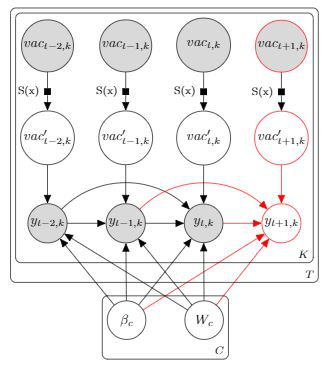 vac_{t-2,k} vac_{t-1,k} vac_{t,k} vac_{t+1,k}
S(x) S(x) S(x) S(x)
vac'_{t-2,k} vac'_{t-1,k} vac'_{t,k} vac'_{t+1,k}
y_{t-2,k} y_{t-1,k} y_{t,k} y_{t+1,k}
K
T
β_c W_c
C